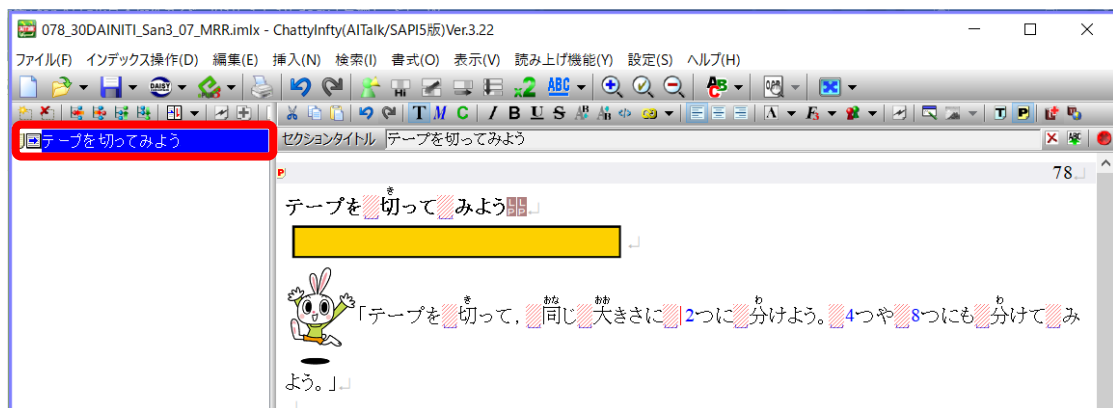 078_30DAINITI_San3_07_MRR.imlx - ChattyInfty(AITalk/SAPI5版)Ver.3.22
ファイル(F) インデックス操作(D) 編集(E) 挿入(N) 検索(I) 書式(O) 表示(V) 読み上げ機能(Y) 設定(S) ヘルプ(H)
テープを切ってみよう
セクションタイトル テープを切ってみよう
78
き
テープを切ってみよう
き おな おお わ わ
「テープを切って，同じ大きさに2つに分けよう。4つや8つにも分けてみ
よう。」